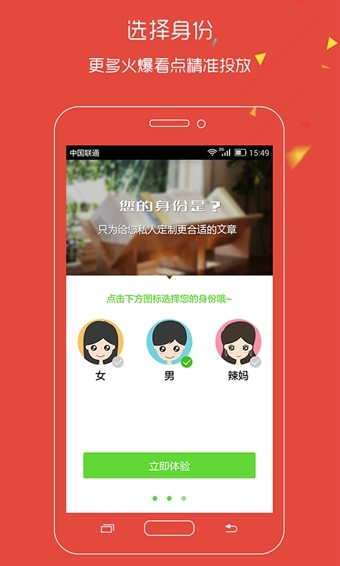 选择身份
更多火爆看点精准投放
中国联通 3G 15:49
您的身份是？
只为给您私人定制更合适的文章
点击下方图标选择您的身份哦~
女 男 辣妈
立即体验